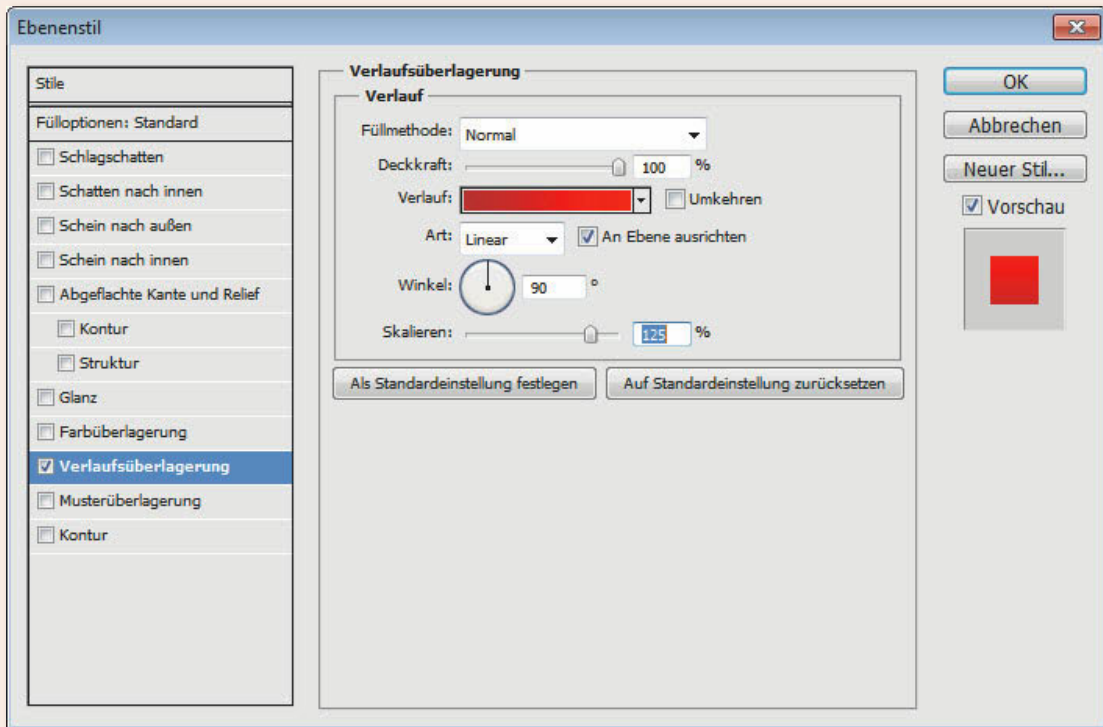 Ebenenstil
Stile
Fülloptionen: Standard
Schlagschatten
Schatten nach innen
Schein nach außen
Schein nach innen
Abgeflachte Kante und Relief
Kontur
Struktur
Glanz
Farbüberlagerung
Verlaufsüberlagerung
Musterüberlagerung
Kontur
Verlaufsüberlagerung
Verlauf
Füllmethode: Normal
Deckkraft: 100 %
Verlauf: Umkehren
Art: Linear An Ebene ausrichten
Winkel: 90 °
Skalieren: 125 %
Als Standardeinstellung festlegen Auf Standardeinstellung zurücksetzen
OK
Abbrechen
Neuer Stil...
Vorschau